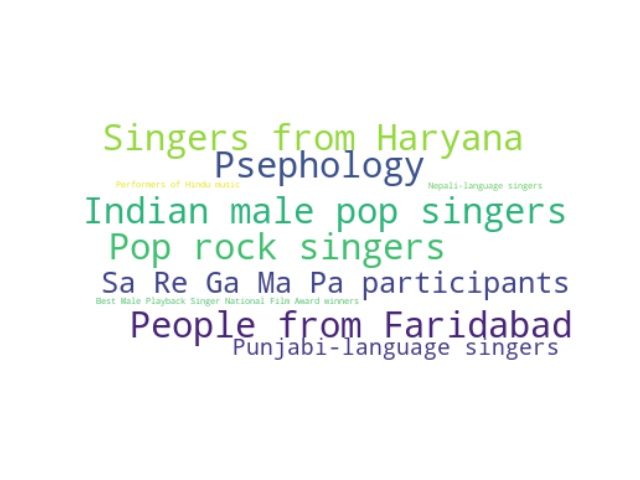 Singers from Haryana
Psephology
Performers of Hindu music
Nepali-language singers
Indian male pop singers
Pop rock singers
Sa Re Ga Ma Pa participants
Best Male Playback Singer National Film Award winners
People from Faridabad
Punjabi-language singers